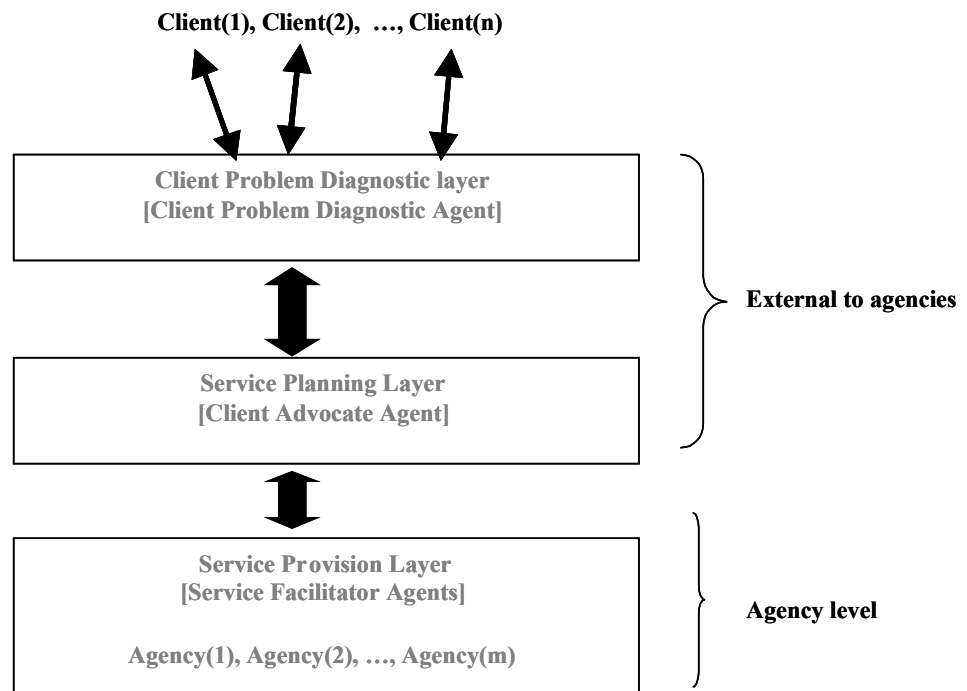 Client(1), Client(2), …, Client(n)
Client Problem Diagnostic layer
[Client Problem Diagnostic Agent]
External to agencies
Service Planning Layer
[Client Advocate Agent]
Service Provision Layer
[Service Facilitator Agents]
Agency level
Agency(1), Agency(2), …, Agency(m)